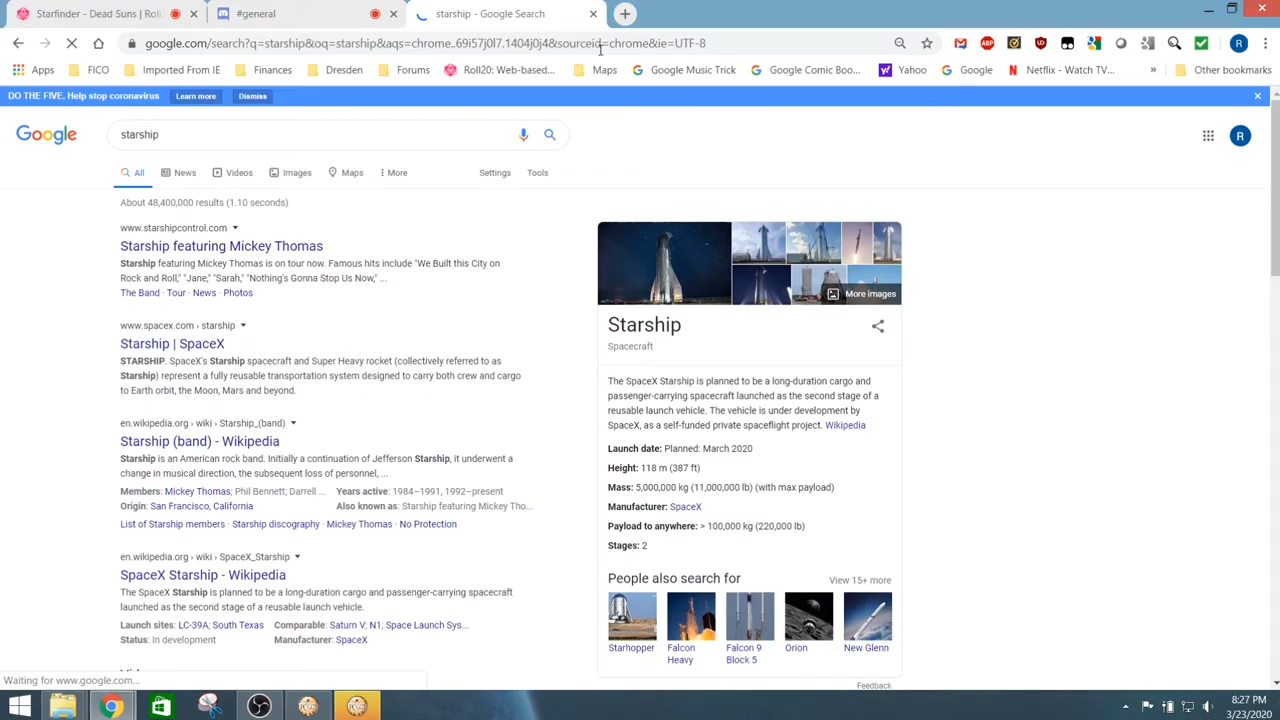 Starfinder – Dead Suns | Roll
#general
starship - Google Search
google.com/search?q=starship&oq=starship&aqs=chrome..69i57j0l7.1404j0j4&sourceid=chrome&ie=UTF-8
R
Apps
FICO
Imported From IE
Finances
Dresden
Forums
Roll20: Web-based...
Maps
Google Music Trick
Google Comic Boo...
Yahoo
Google
Netflix - Watch TV...
»
Other bookmarks
DO THE FIVE. Help stop coronavirus
Learn more
Dismiss
Google
starship
R
All
News
Videos
Images
Maps
More
Settings
Tools
About 48,400,000 results (1.10 seconds)
www.starshipcontrol.com
Starship featuring Mickey Thomas
Starship featuring Mickey Thomas is on tour now. Famous hits include "We Built this City on
Rock and Roll," "Jane," "Sarah," "Nothing's Gonna Stop Us Now," ...
The Band · Tour · News · Photos
www.spacex.com › starship
Starship | SpaceX
STARSHIP. SpaceX's Starship spacecraft and Super Heavy rocket (collectively referred to as
Starship) represent a fully reusable transportation system designed to carry both crew and cargo
to Earth orbit, the Moon, Mars and beyond.
en.wikipedia.org › wiki › Starship_(band)
Starship (band) - Wikipedia
Starship is an American rock band. Initially a continuation of Jefferson Starship, it underwent a
change in musical direction, the subsequent loss of personnel, ...
Members: Mickey Thomas; Phil Bennett; Darrell ...
Years active: 1984–1991, 1992–present
Origin: San Francisco, California
Also known as: Starship featuring Mickey Tho...
List of Starship members · Starship discography · Mickey Thomas · No Protection
en.wikipedia.org › wiki › SpaceX_Starship
SpaceX Starship - Wikipedia
The SpaceX Starship is planned to be a long-duration cargo and passenger-carrying spacecraft
launched as the second stage of a reusable launch vehicle.
Launch sites: LC-39A; South Texas
Comparable: Saturn V; N1; Space Launch Sys...
Status: In development
Manufacturer: SpaceX
More images
Starship
Spacecraft
The SpaceX Starship is planned to be a long-duration cargo and
passenger-carrying spacecraft launched as the second stage of a
reusable launch vehicle. The vehicle is under development by
SpaceX, as a self-funded private spaceflight project. Wikipedia
Launch date: Planned: March 2020
Height: 118 m (387 ft)
Mass: 5,000,000 kg (11,000,000 lb) (with max payload)
Manufacturer: SpaceX
Payload to anywhere: > 100,000 kg (220,000 lb)
Stages: 2
People also search for
View 15+ more
Starhopper
Falcon
Heavy
Falcon 9
Block 5
Orion
New Glenn
Feedback
Waiting for www.google.com...
8:27 PM
3/23/2020